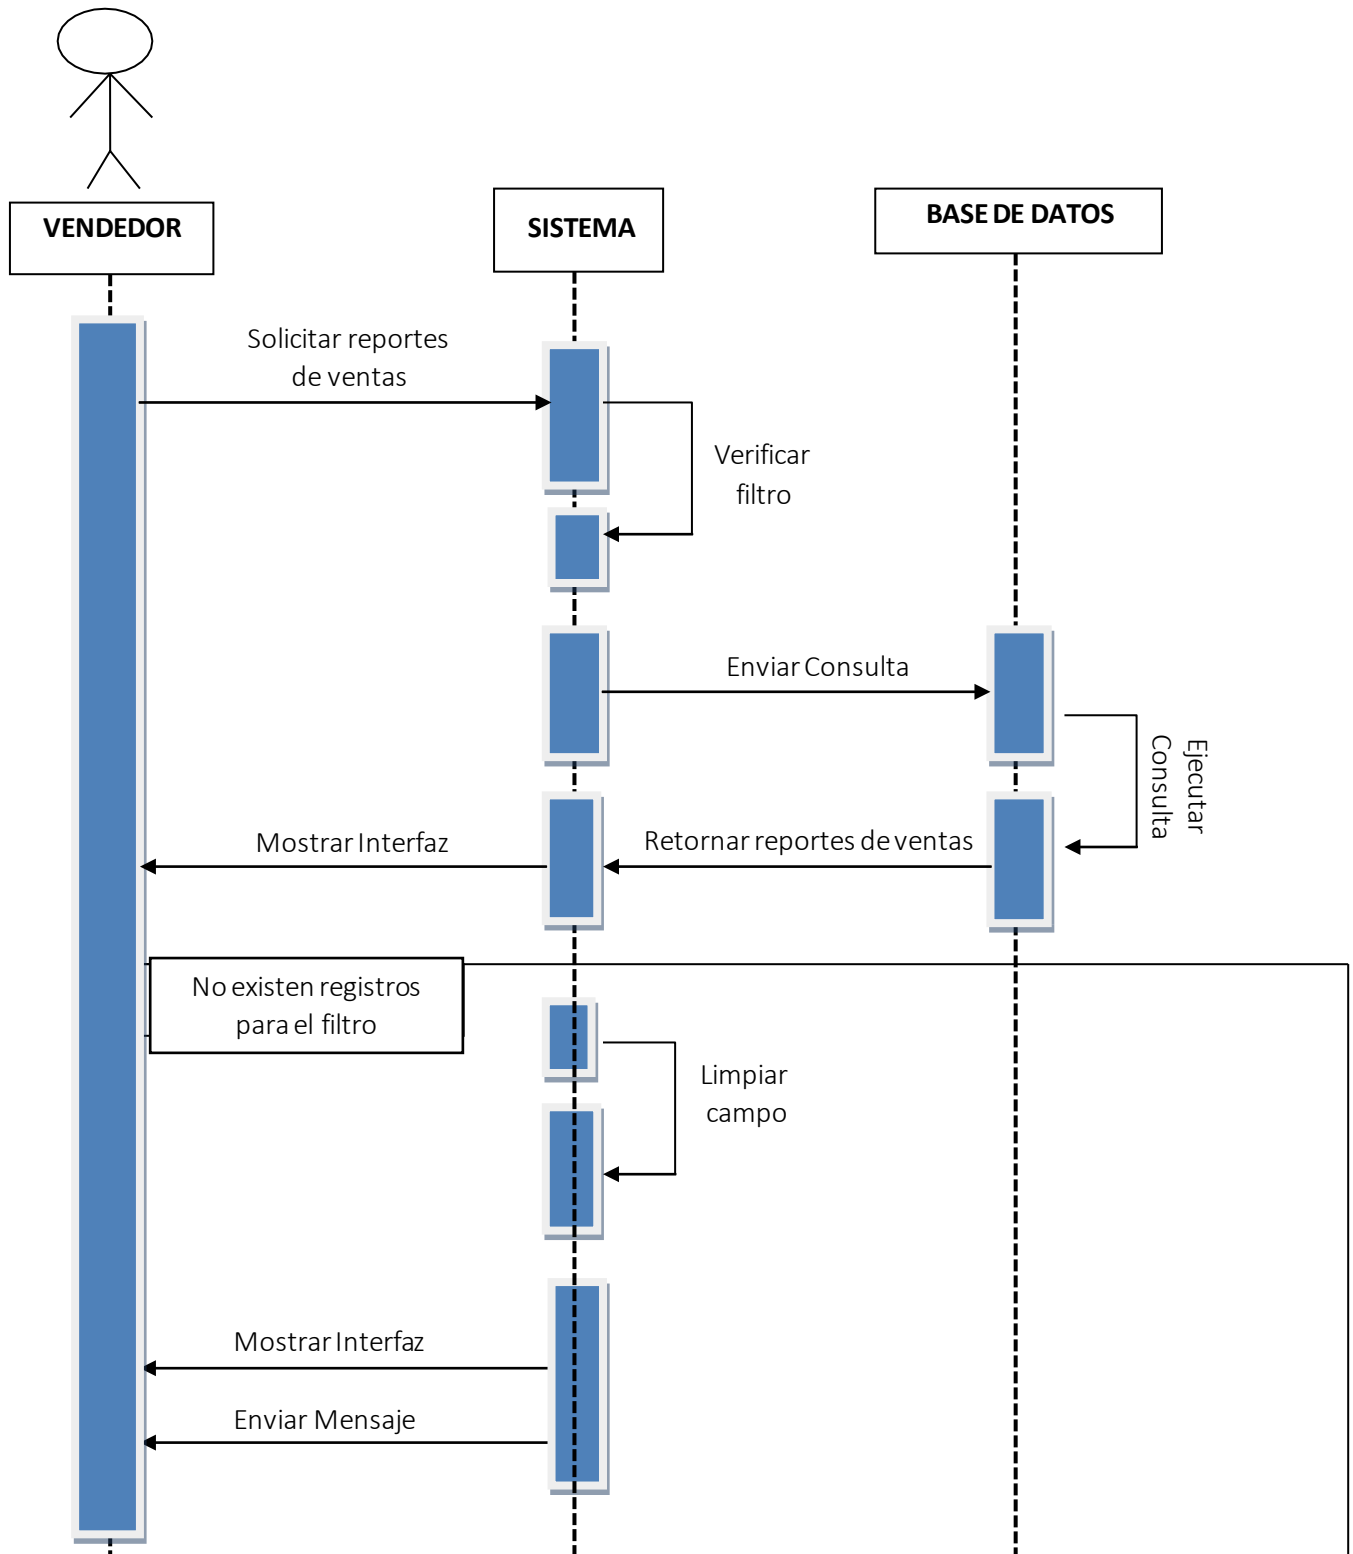 VENDEDOR
SISTEMA
BASE DE DATOS
Solicitar reportes
de ventas
Verificar
filtro
Enviar Consulta
Ejecutar
Consulta
Mostrar Interfaz
Retornar reportes de ventas
No existen registros
para el filtro
Limpiar
campo
Mostrar Interfaz
Enviar Mensaje